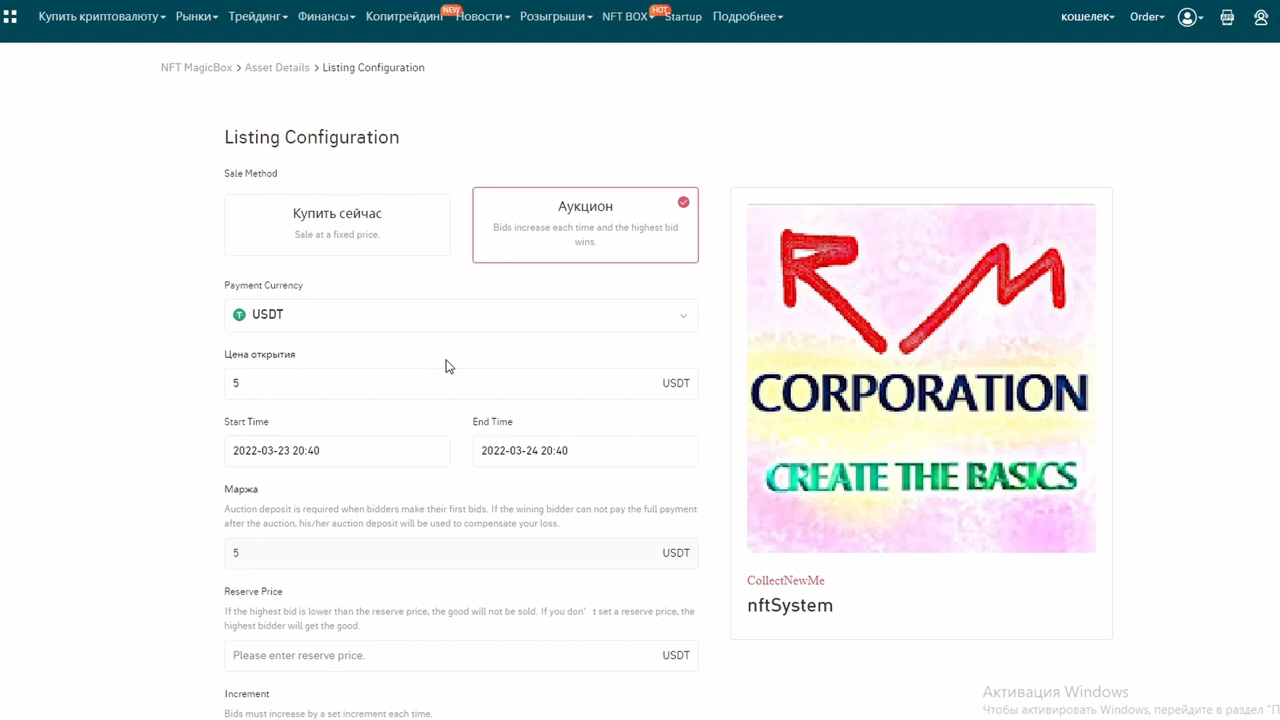 Купить криптовалюту Рынки Трейдинг Финансы Копитрейдинг NEW Новости Розыгрыши NFT BOX HOT Startup Подробнее кошелек Order APP
NFT MagicBox > Asset Details > Listing Configuration
Listing Configuration
Sale Method
Купить сейчас
Sale at a fixed price.
Аукцион
Bids increase each time and the highest bid
wins.
Payment Currency
USDT
Цена открытия
5 USDT
Start Time End Time
2022-03-23 20:40 2022-03-24 20:40
Маржа
Auction deposit is required when bidders make their first bids. If the wining bidder can not pay the full payment
after the auction, his/her auction deposit will be used to compensate your loss.
5 USDT
Reserve Price
If the highest bid is lower than the reserve price, the good will not be sold. If you don' t set a reserve price, the
highest bidder will get the good.
Please enter reserve price. USDT
Increment
Bids must increase by a set increment each time.
RM
CORPORATION
CREATE THE BASICS
CollectNewMe
nftSystem
Активация Windows
Чтобы активировать Windows, перейдите в раздел "П